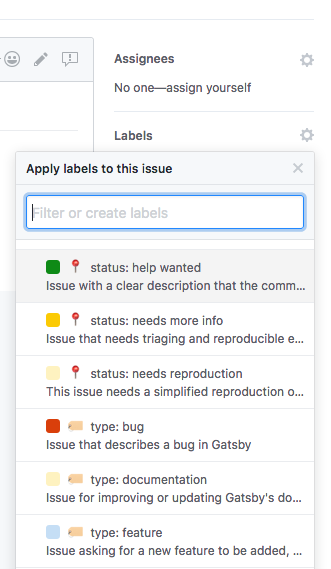 Assignees
No one—assign yourself
Labels
Apply labels to this issue
Filter or create labels
status: help wanted
Issue with a clear description that the comm...
status: needs more info
Issue that needs triaging and reproducible e...
status: needs reproduction
This issue needs a simplified reproduction o...
type: bug
Issue that describes a bug in Gatsby
type: documentation
Issue for improving or updating Gatsby's do...
type: feature
Issue asking for a new feature to be added, ...